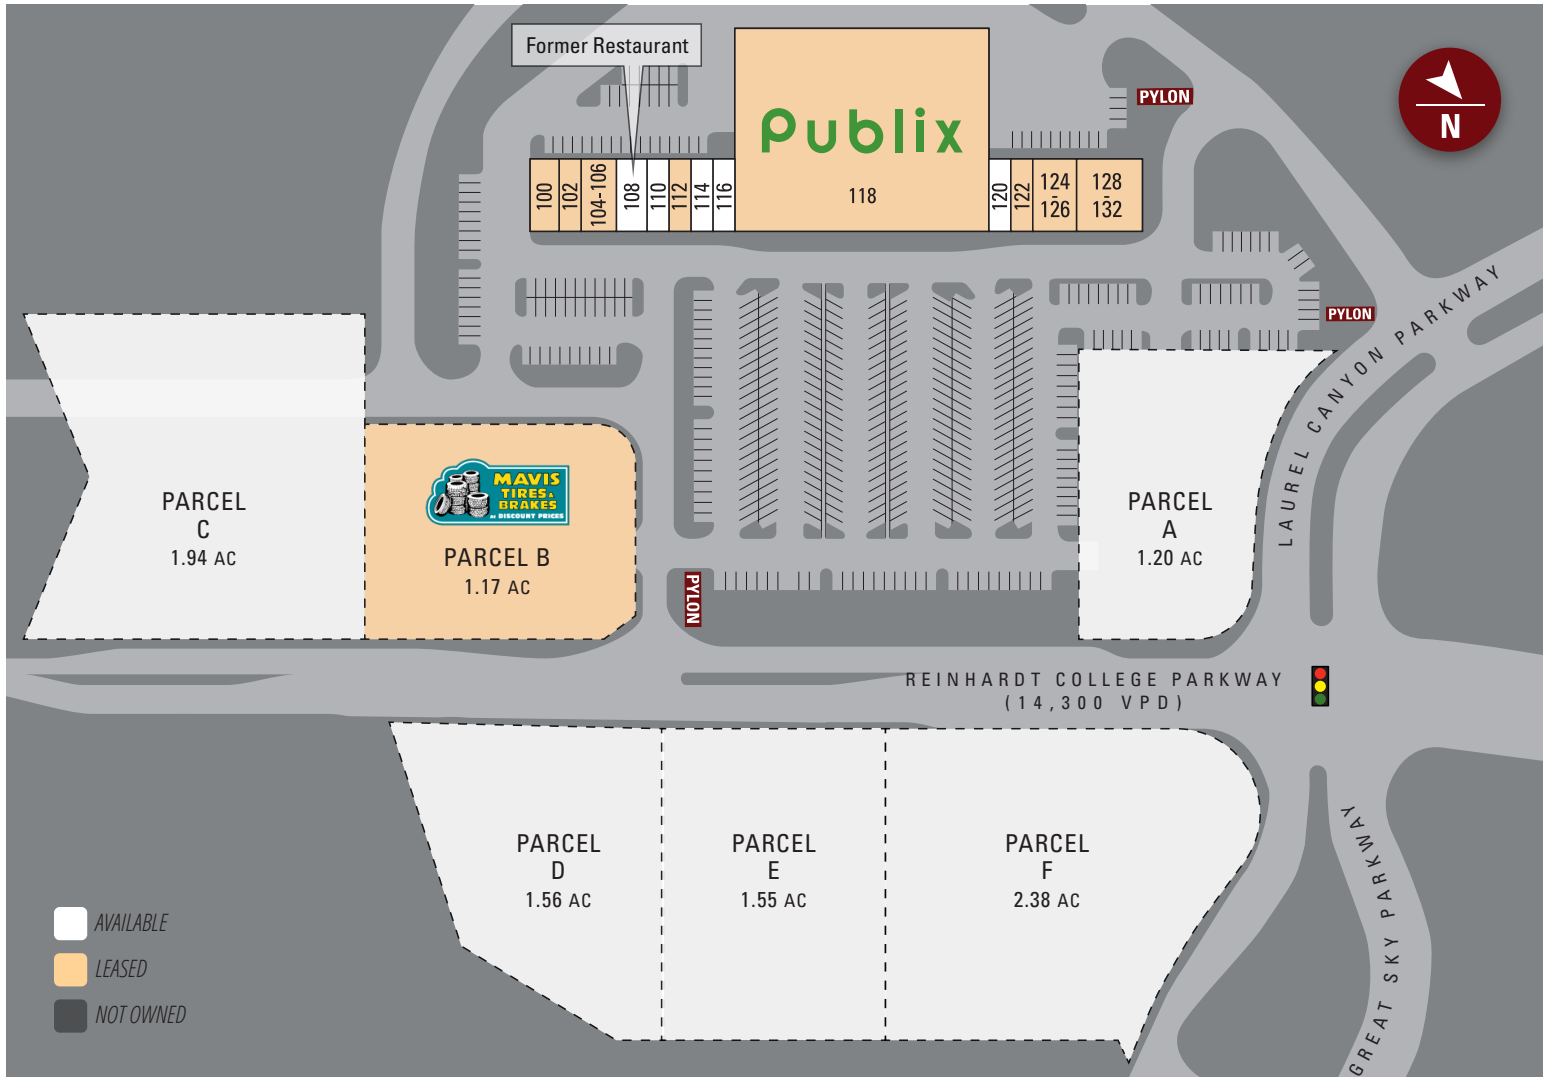 Former Restaurant
PYLON
N
Publix
118
100
102
104-106
108
110
112
114
116
120
122
124
-
126
128
-
132
PYLON
LAUREL CANYON PARKWAY
PARCEL
C
1.94 AC
MAVIS
TIRES &
BRAKES
AT DISCOUNT PRICES
PARCEL B
1.17 AC
PYLON
PARCEL
A
1.20 AC
REINHARDT COLLEGE PARKWAY
(14,300 VPD)
PARCEL
D
1.56 AC
PARCEL
E
1.55 AC
PARCEL
F
2.38 AC
GREAT SKY PARKWAY
AVAILABLE
LEASED
NOT OWNED